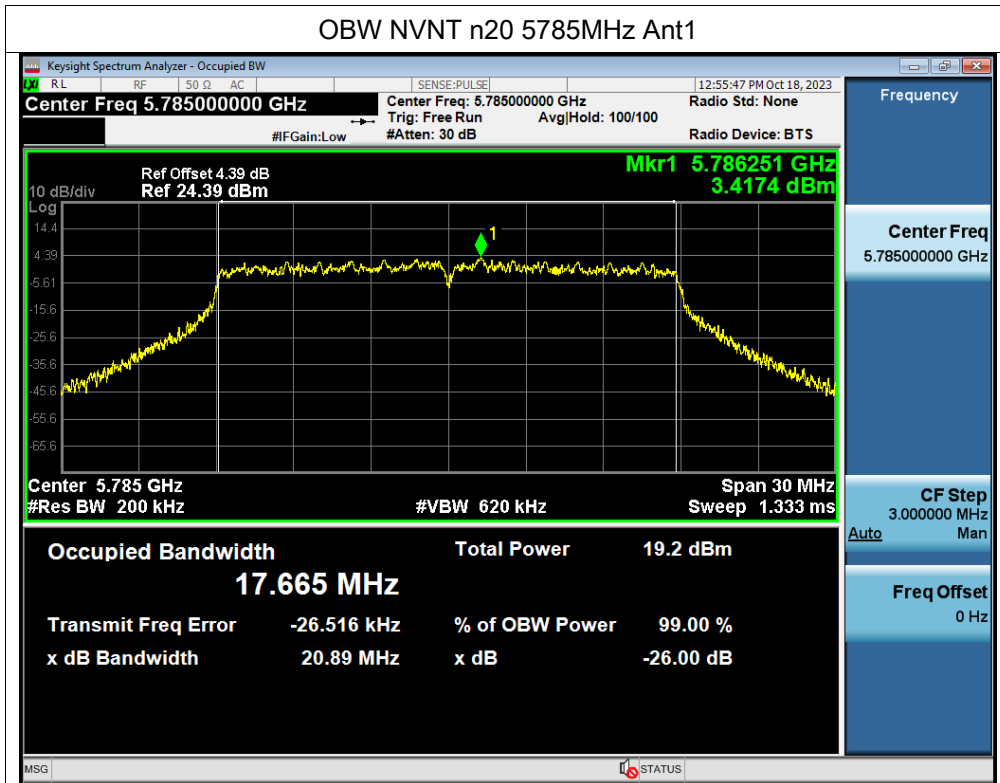 OBW NVNT n20 5785MHz Ant1
Keysight Spectrum Analyzer - Occupied BW
LXI RL RF 50 Ω AC SENSE:PULSE 12:55:47 PM Oct 18, 2023
Center Freq 5.785000000 GHz
Center Freq: 5.785000000 GHz Radio Std: None
Trig: Free Run Avg|Hold: 100/100
#IFGain:Low #Atten: 30 dB Radio Device: BTS
Frequency
Mkr1 5.786251 GHz
3.4174 dBm
Ref Offset 4.39 dB
10 dB/div Ref 24.39 dBm
Log
14.4
4.39
-5.61
-15.6
-25.6
-35.6
-45.6
-55.6
-65.6
1
Center 5.785 GHz Span 30 MHz
#Res BW 200 kHz #VBW 620 kHz Sweep 1.333 ms
Center Freq
5.785000000 GHz
CF Step
3.000000 MHz
Auto Man
Freq Offset
0 Hz
Occupied Bandwidth Total Power 19.2 dBm
17.665 MHz
Transmit Freq Error -26.516 kHz % of OBW Power 99.00 %
x dB Bandwidth 20.89 MHz x dB -26.00 dB
MSG STATUS